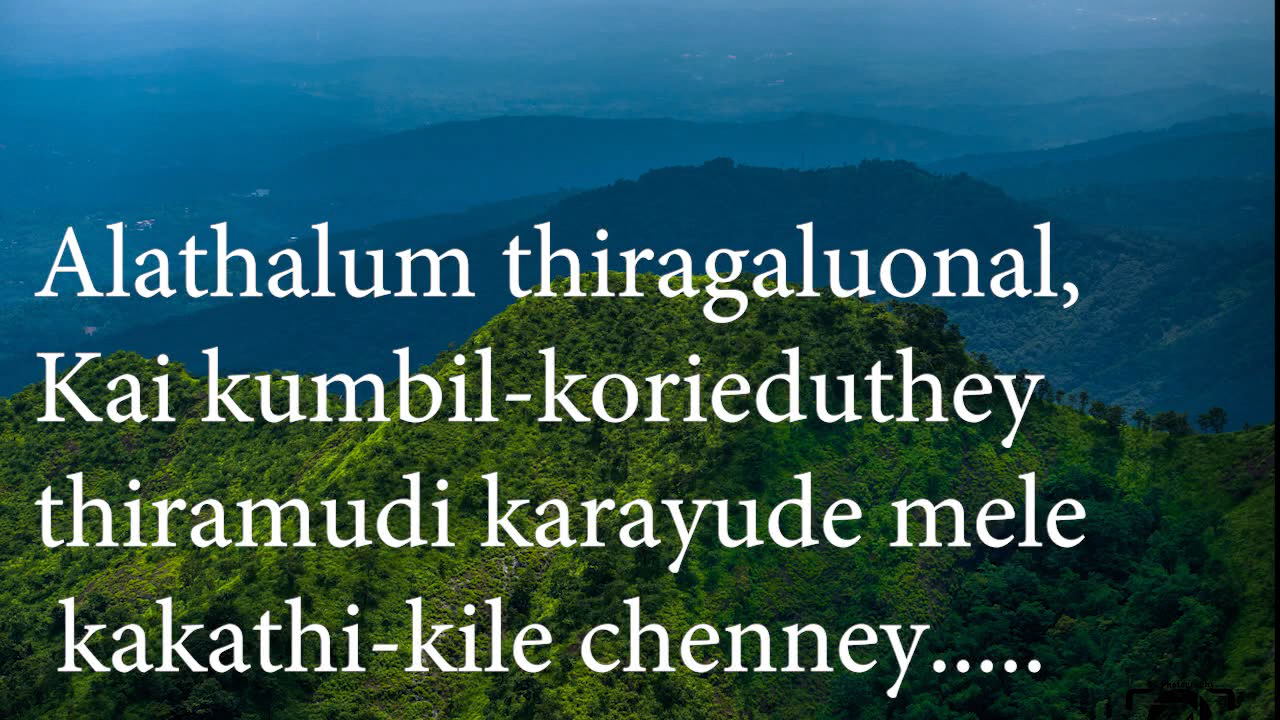 Alathalum thiragaluonal,
Kai kumbil-korieduthey
thiramudi karayude mele
kakathi-kile chenney.....